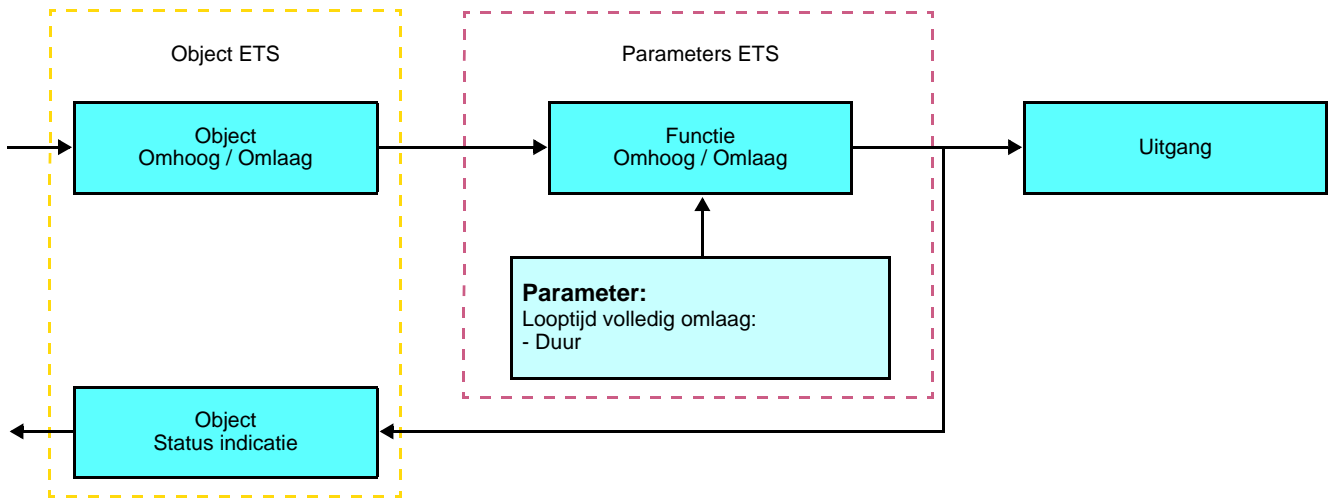 Object ETS
Parameters ETS
Object
Omhoog / Omlaag
Functie
Omhoog / Omlaag
Uitgang
Parameter:
Looptijd volledig omlaag:
- Duur
Object
Status indicatie